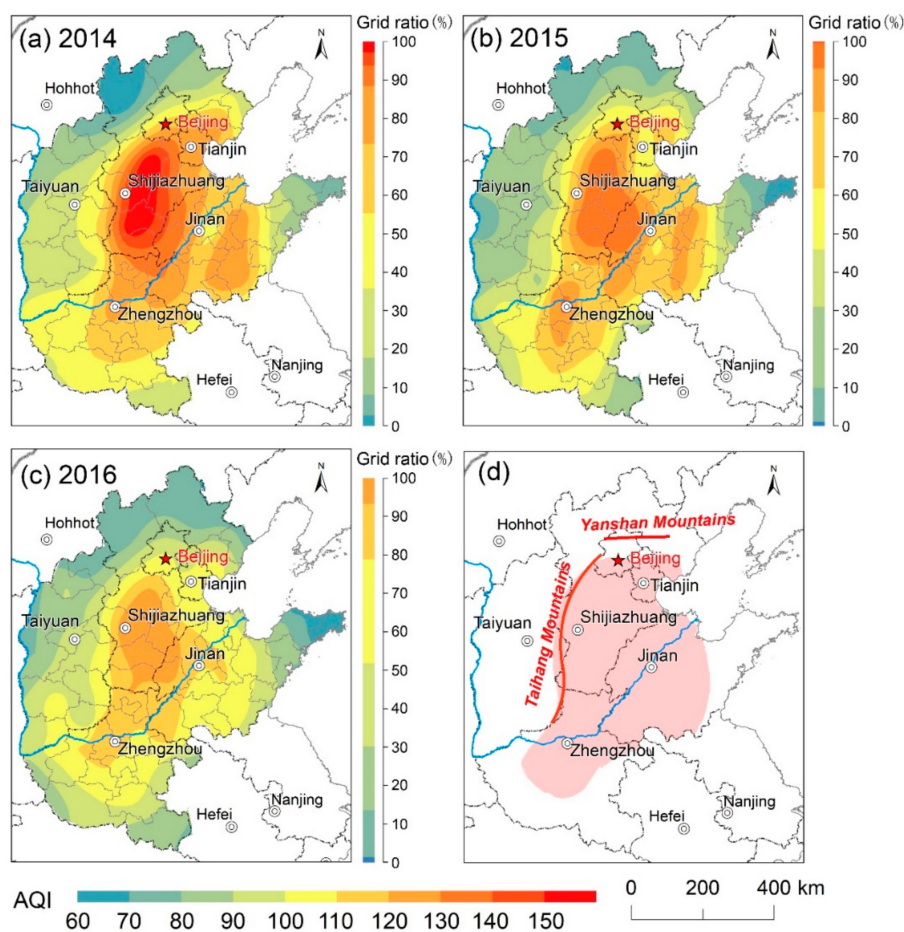 (a) 2014
N
Hohhot
Beijing
Tianjin
Taiyuan
Shijiazhuang
Jinan
Zhengzhou
Hefei
Nanjing
Grid ratio (%)
100
90
80
70
60
50
40
30
20
10
0
(b) 2015
N
Hohhot
Beijing
Tianjin
Taiyuan
Shijiazhuang
Jinan
Zhengzhou
Hefei
Nanjing
Grid ratio (%)
100
90
80
70
60
50
40
30
20
10
0
(c) 2016
N
Hohhot
Beijing
Tianjin
Taiyuan
Shijiazhuang
Jinan
Zhengzhou
Hefei
Nanjing
Grid ratio (%)
100
90
80
70
60
50
40
30
20
10
0
(d)
N
Yanshan Mountains
Hohhot
Beijing
Tianjin
Taihang Mountains
Taiyuan
Shijiazhuang
Jinan
Zhengzhou
Hefei
Nanjing
AQI
60 70 80 90 100 110 120 130 140 150
0 200 400 km